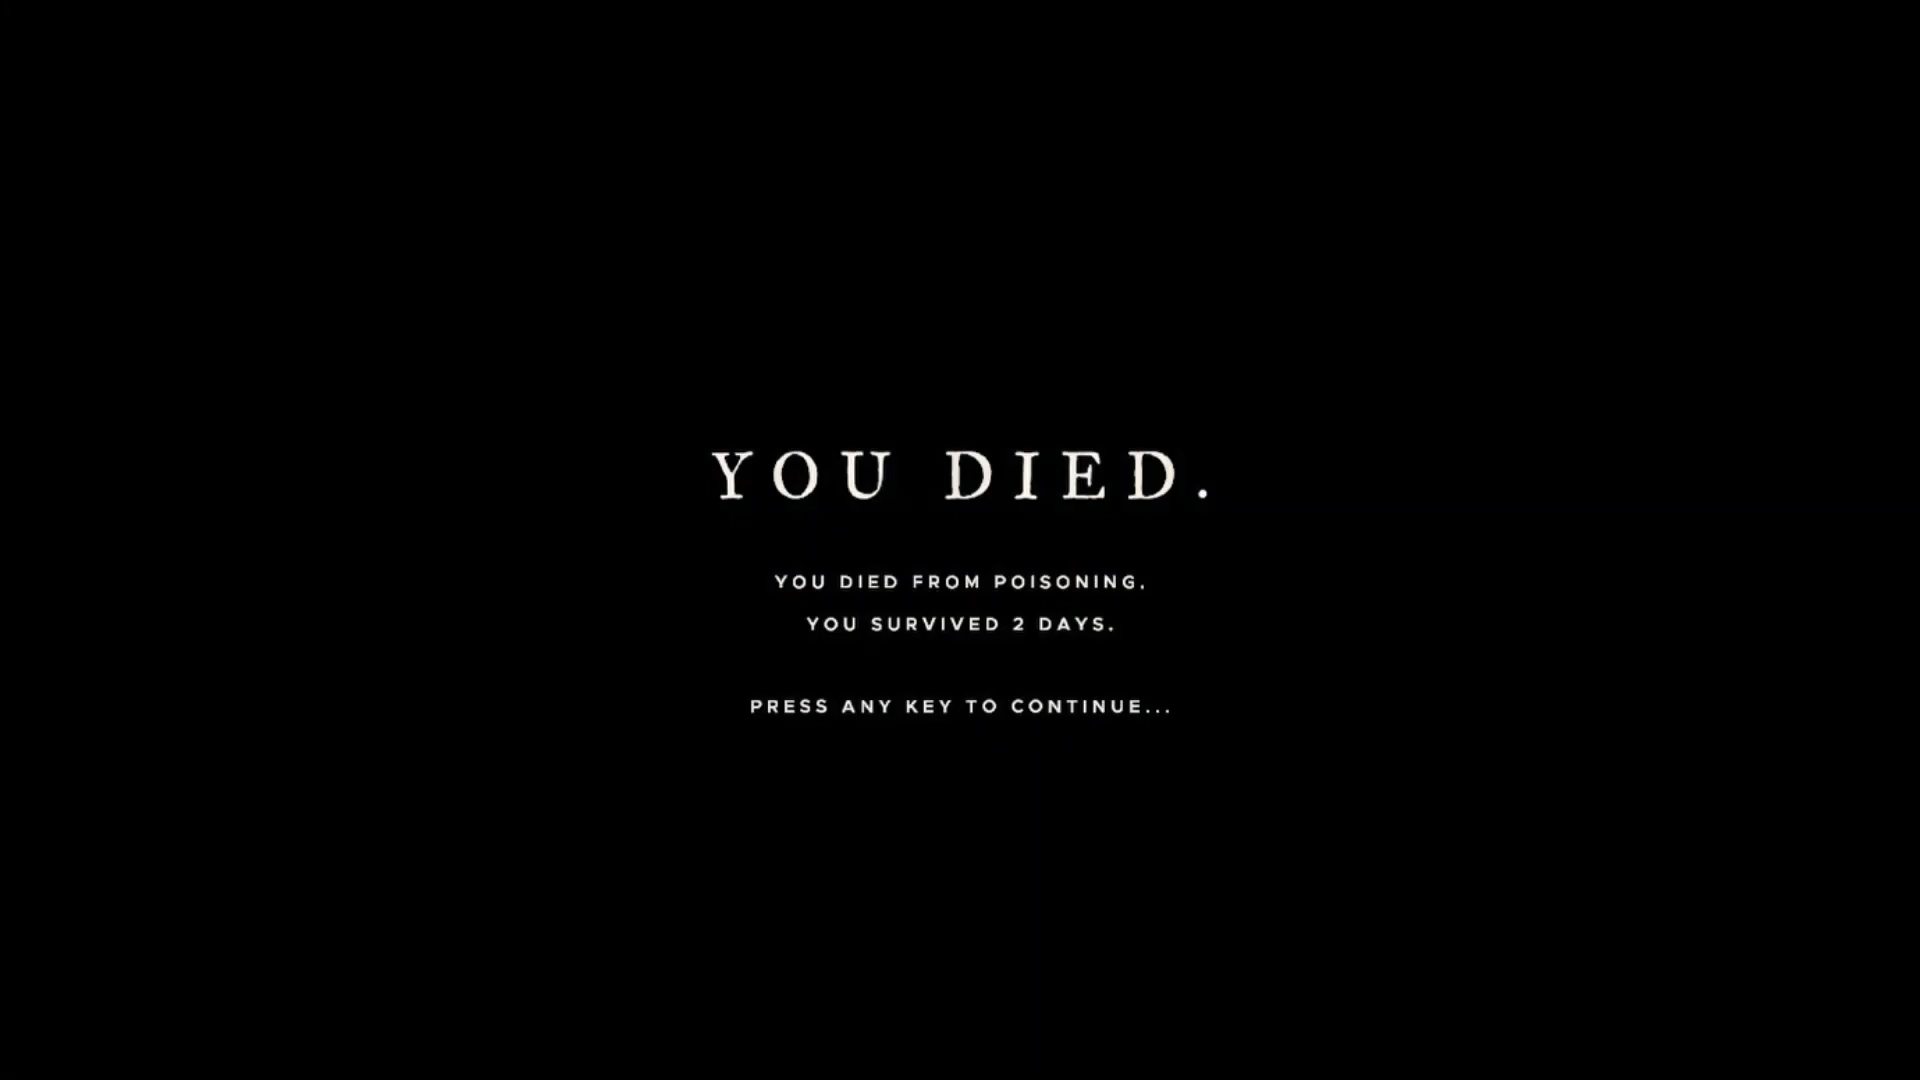 YOU DIED.
YOU DIED FROM POISONING.
YOU SURVIVED 2 DAYS.
PRESS ANY KEY TO CONTINUE...